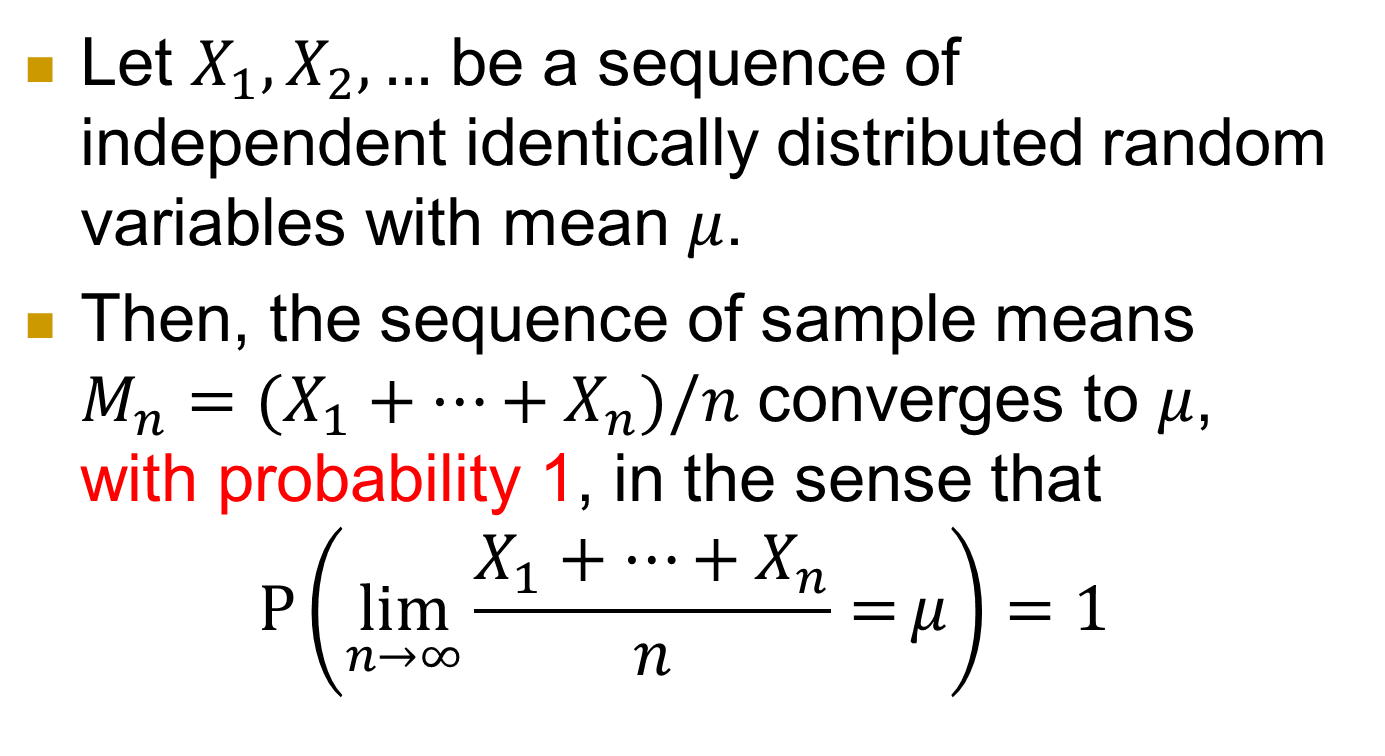 Let X₁, X₂, ... be a sequence of
independent identically distributed random
variables with mean μ.
Then, the sequence of sample means
Mₙ = (X₁ + ⋯ + Xₙ)/n converges to μ,
with probability 1, in the sense that
P( lim_{n→∞} (X₁ + ⋯ + Xₙ)/n = μ ) = 1